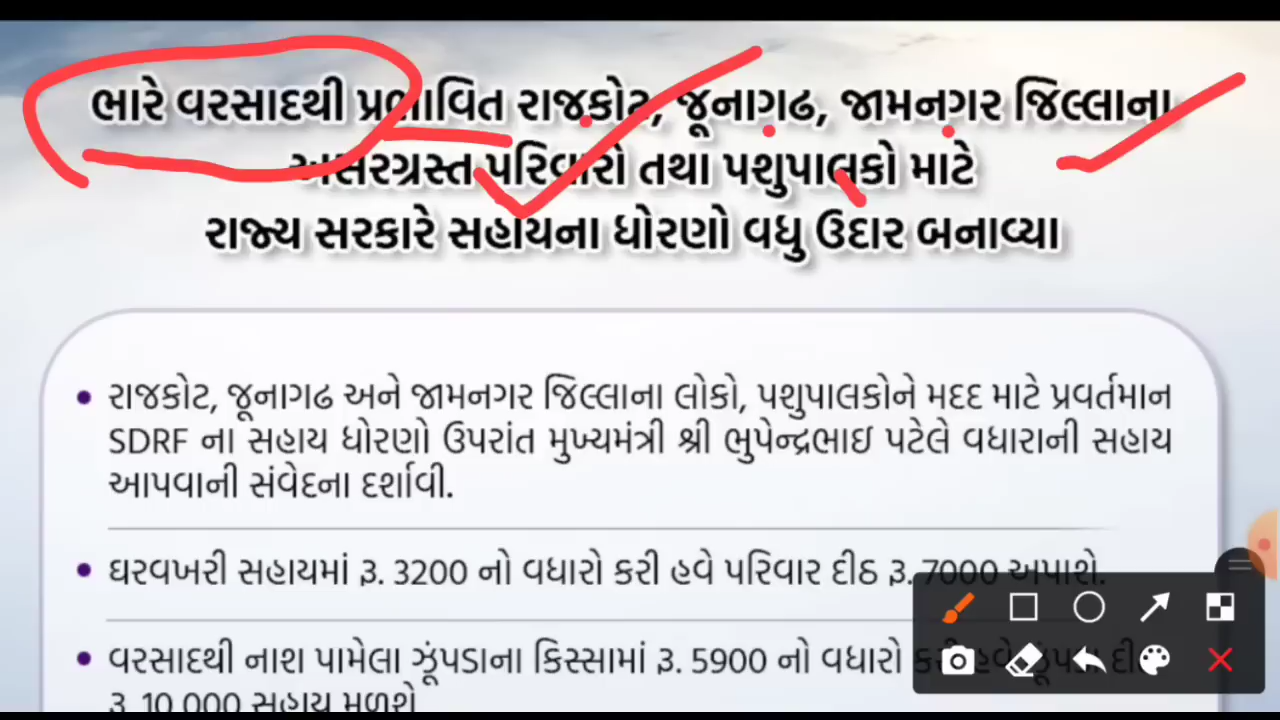 ભારે વરસાદથી પ્રભાવિત રાજકોટ, જૂનાગઢ, જામનગર જિલ્લાના
અસરગ્રસ્ત પરિવારો તથા પશુપાલકો માટે
રાજ્ય સરકારે સહાયના ધોરણો વધુ ઉદાર બનાવ્યા
• રાજકોટ, જૂનાગઢ અને જામનગર જિલ્લાના લોકો, પશુપાલકોને મદદ માટે પ્રવર્તમાન
SDRF ના સહાય ધોરણો ઉપરાંત મુખ્યમંત્રી શ્રી ભુપેન્દ્રભાઇ પટેલે વધારાની સહાય
આપવાની સંવેદના દર્શાવી.
• ઘરવખરી સહાયમાં રૂ. 3200 નો વધારો કરી હવે પરિવાર દીઠ રૂ. 7000 અપાશે.
• વરસાદથી નાશ પામેલા ઝૂંપડાના કિસ્સામાં રૂ. 5900 નો વધારો કરી હવે ઝૂંપડા
રૂ. 10,000 સહાય મળશે